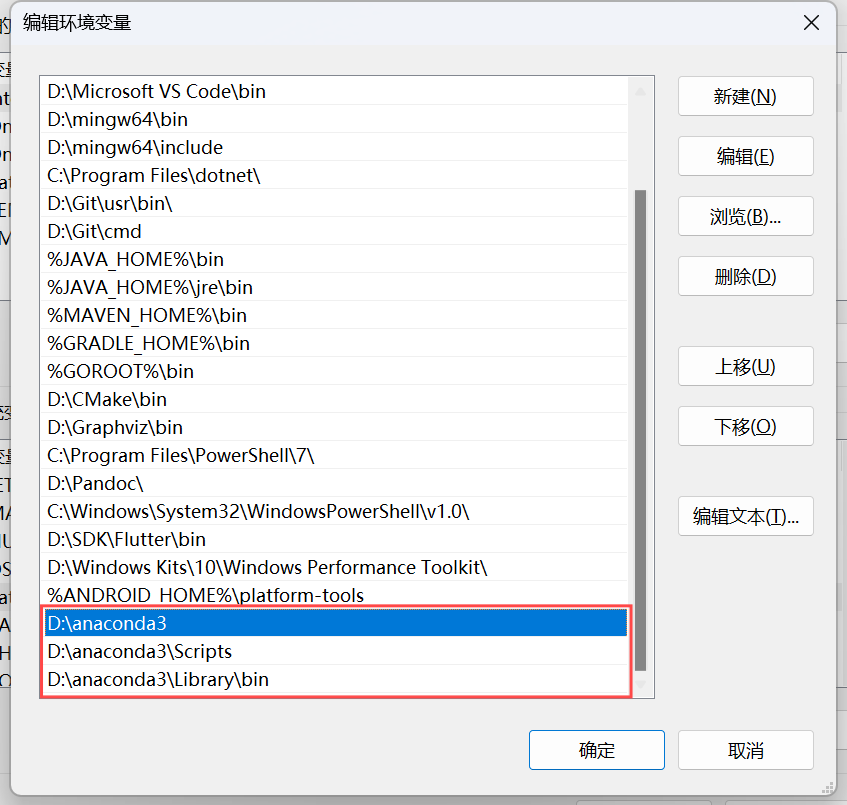 编辑环境变量
D:\Microsoft VS Code\bin
D:\mingw64\bin
D:\mingw64\include
C:\Program Files\dotnet\
D:\Git\usr\bin\
D:\Git\cmd
%JAVA_HOME%\bin
%JAVA_HOME%\jre\bin
%MAVEN_HOME%\bin
%GRADLE_HOME%\bin
%GOROOT%\bin
D:\CMake\bin
D:\Graphviz\bin
C:\Program Files\PowerShell\7\
D:\Pandoc\
C:\Windows\System32\WindowsPowerShell\v1.0\
D:\SDK\Flutter\bin
D:\Windows Kits\10\Windows Performance Toolkit\
%ANDROID_HOME%\platform-tools
D:\anaconda3
D:\anaconda3\Scripts
D:\anaconda3\Library\bin
新建(N)
编辑(E)
浏览(B)...
删除(D)
上移(U)
下移(O)
编辑文本(T)...
确定
取消